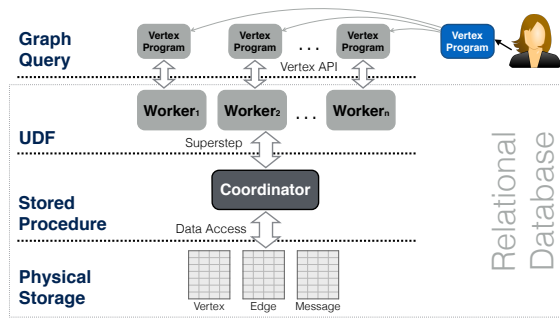 Graph
Query
Vertex
Program
Vertex
Program
. . .
Vertex
Program
Vertex
Program
Vertex API
UDF
Worker1
Worker2
. . .
Workern
Superstep
Stored
Procedure
Coordinator
Data Access
Physical
Storage
Vertex
Edge
Message
Relational
Database